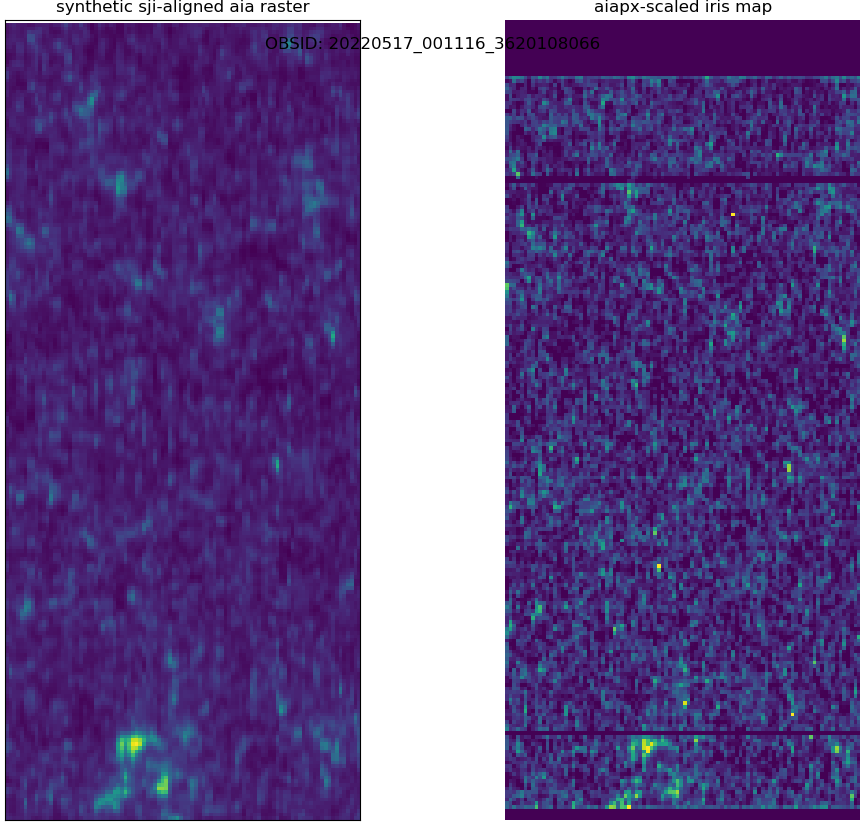 synthetic sji-aligned aia raster
aiapx-scaled iris map
OBSID: 20220517_001116_3620108066